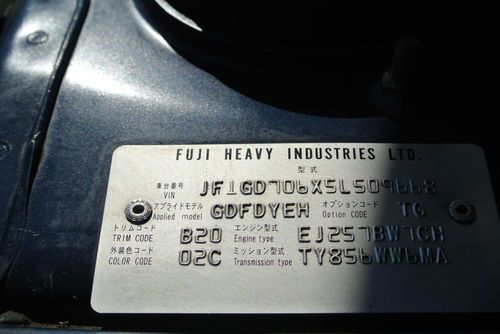 FUJI HEAVY INDUSTRIES LTD.
型式
車台番号 VIN JF1GD706X5L509668
アプライドモデル Applied model GDFDYEH オプションコード Option CODE TG
トリムコード TRIM CODE B20 エンジン型式 Engine type EJ257BW7CH
外装色コード COLOR CODE 02C ミッション型式 Transmission type TY856WW6MA